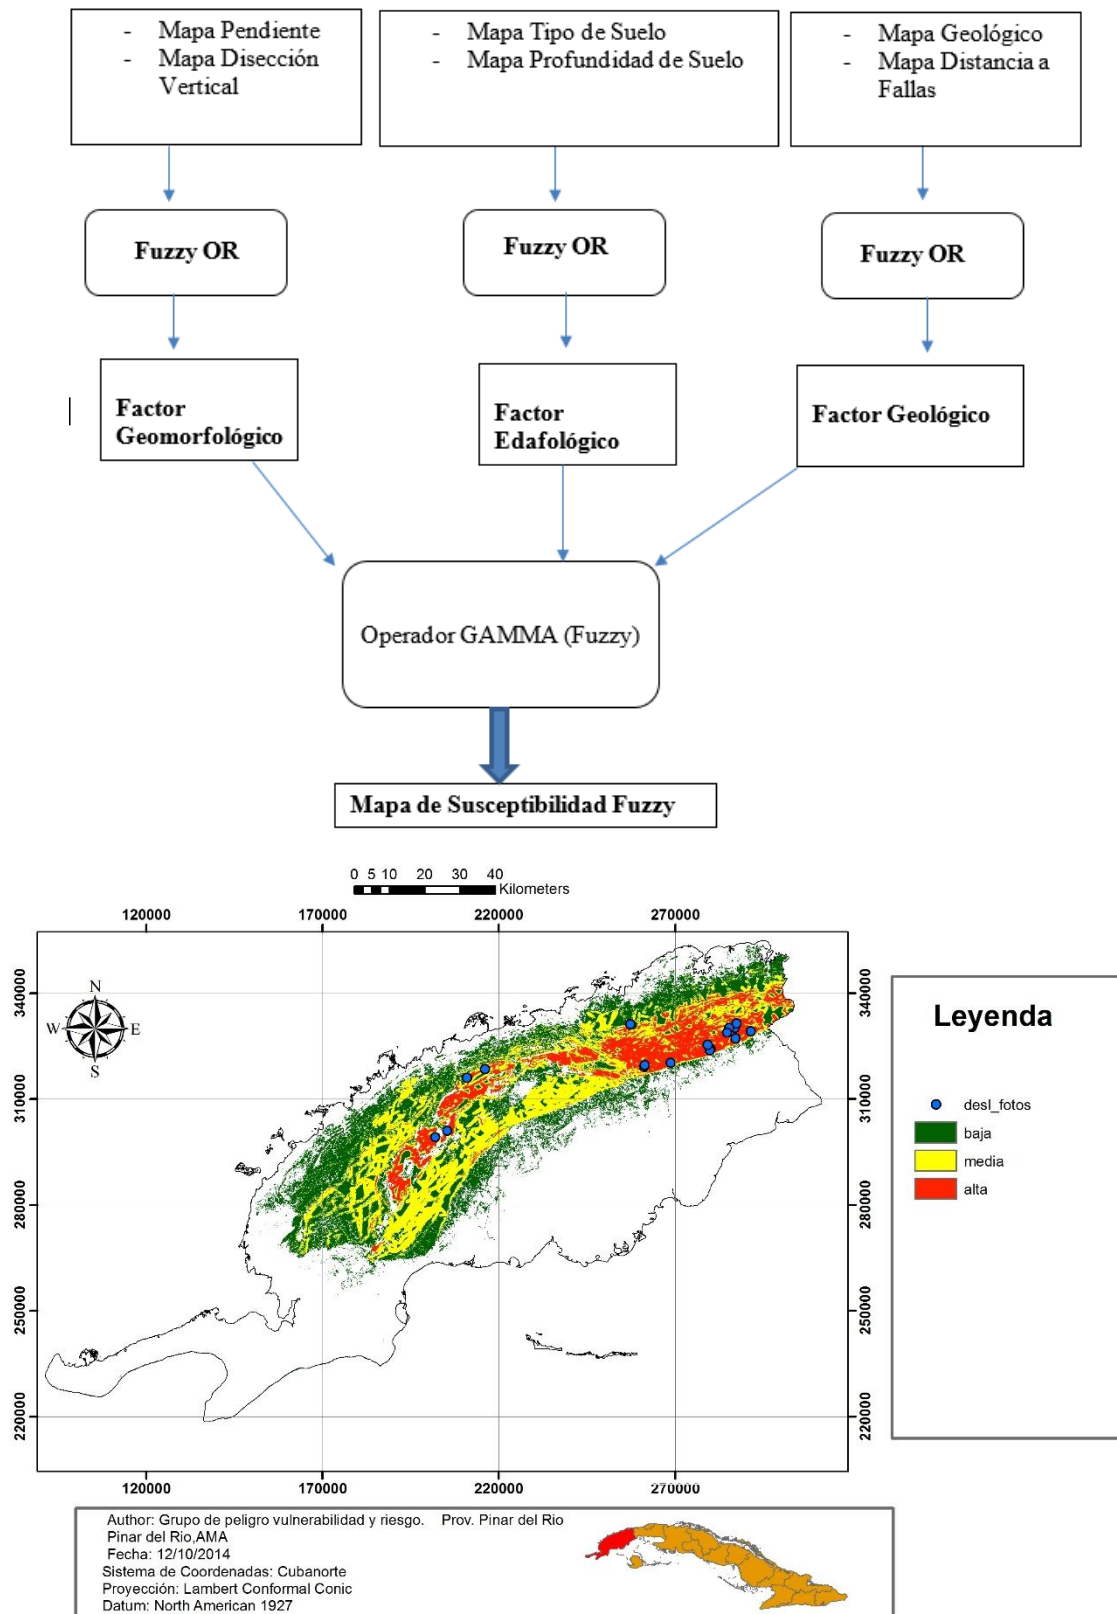 - Mapa Pendiente
- Mapa Disección
Vertical
- Mapa Tipo de Suelo
- Mapa Profundidad de Suelo
- Mapa Geológico
- Mapa Distancia a
Fallas
Fuzzy OR
Fuzzy OR
Fuzzy OR
Factor
Geomorfológico
Factor
Edafológico
Factor Geológico
Operador GAMMA (Fuzzy)
Mapa de Susceptibilidad Fuzzy
0 5 10 20 30 40
Kilometers
120000 170000 220000 270000
N
W E
S
340000
310000
280000
250000
220000
340000
310000
280000
250000
220000
120000 170000 220000 270000
Leyenda
desl_fotos
baja
media
alta
Author: Grupo de peligro vulnerabilidad y riesgo. Prov. Pinar del Rio
Pinar del Rio,AMA
Fecha: 12/10/2014
Sistema de Coordenadas: Cubanorte
Proyección: Lambert Conformal Conic
Datum: North American 1927